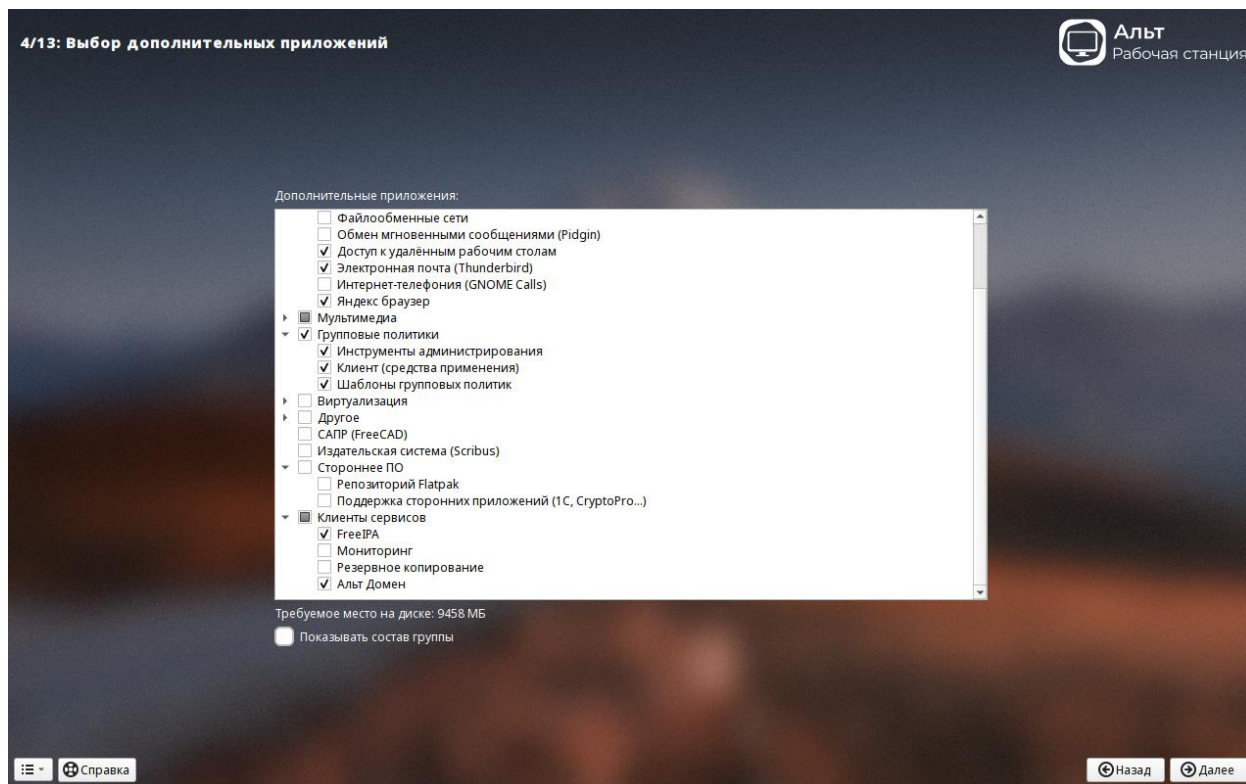 4/13: Выбор дополнительных приложений
Альт
Рабочая станция
Дополнительные приложения:
Файлообменные сети
Обмен мгновенными сообщениями (Pidgin)
Доступ к удалённым рабочим столам
Электронная почта (Thunderbird)
Интернет-телефония (GNOME Calls)
Яндекс браузер
Мультимедиа
Групповые политики
Инструменты администрирования
Клиент (средства применения)
Шаблоны групповых политик
Виртуализация
Другое
САПР (FreeCAD)
Издательская система (Scribus)
Стороннее ПО
Репозиторий Flatpak
Поддержка сторонних приложений (1C, CryptoPro...)
Клиенты сервисов
FreeIPA
Мониторинг
Резервное копирование
Альт Домен
Требуемое место на диске: 9458 МБ
Показывать состав группы
Справка
Назад
Далее